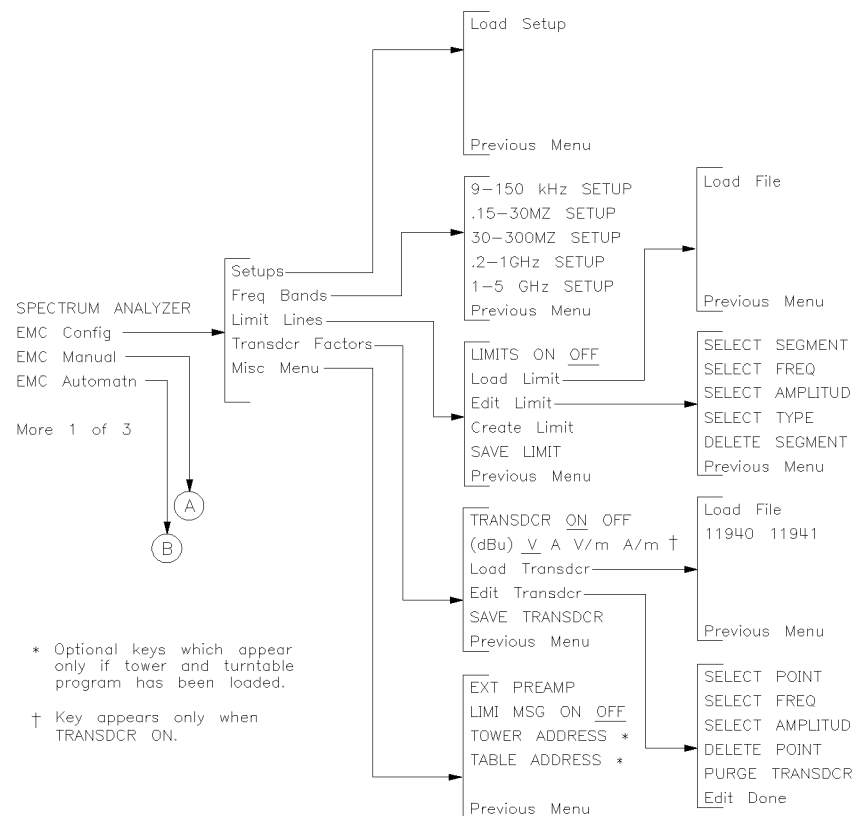 SPECTRUM ANALYZER
EMC Config
EMC Manual
EMC Automatn
More 1 of 3
A
B
Setups
Freq Bands
Limit Lines
Transdcr Factors
Misc Menu
Load Setup
Previous Menu
9-150 kHz SETUP
.15-30MZ SETUP
30-300MZ SETUP
.2-1GHz SETUP
1-5 GHz SETUP
Previous Menu
LIMITS ON OFF
Load Limit
Edit Limit
Create Limit
SAVE LIMIT
Previous Menu
TRANSDCR ON OFF
(dBu) V A V/m A/m †
Load Transdcr
Edit Transdcr
SAVE TRANSDCR
Previous Menu
EXT PREAMP
LIMI MSG ON OFF
TOWER ADDRESS *
TABLE ADDRESS *
Previous Menu
Load File
Previous Menu
SELECT SEGMENT
SELECT FREQ
SELECT AMPLITUD
SELECT TYPE
DELETE SEGMENT
Previous Menu
Load File
11940 11941
Previous Menu
SELECT POINT
SELECT FREQ
SELECT AMPLITUD
DELETE POINT
PURGE TRANSDCR
Edit Done
* Optional keys which appear
only if tower and turntable
program has been loaded.
† Key appears only when
TRANSDCR ON.